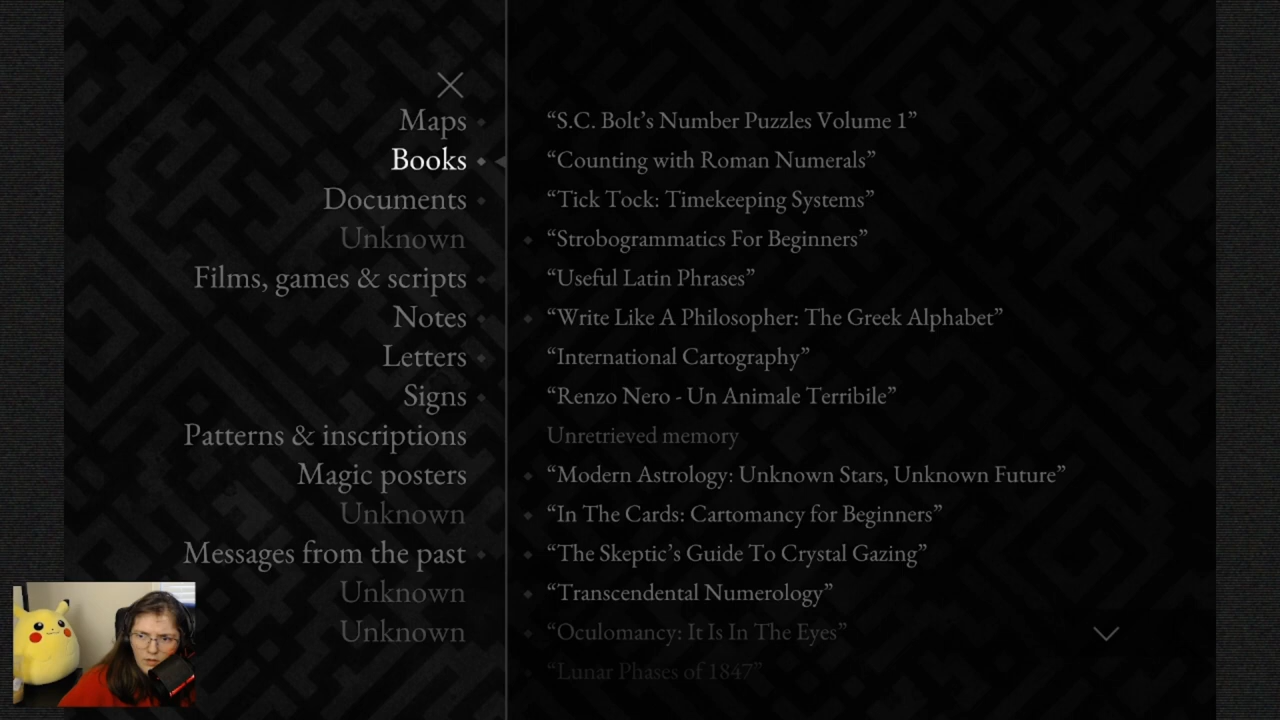 Maps
Books
Documents
Unknown
Films, games & scripts
Notes
Letters
Signs
Patterns & inscriptions
Magic posters
Unknown
Messages from the past
Unknown
Unknown
“S.C. Bolt’s Number Puzzles Volume 1”
“Counting with Roman Numerals”
“Tick Tock: Timekeeping Systems”
“Strobogrammatics For Beginners”
“Useful Latin Phrases”
“Write Like A Philosopher: The Greek Alphabet”
“International Cartography”
“Renzo Nero - Un Animale Terribile”
Unretrieved memory
“Modern Astrology: Unknown Stars, Unknown Future”
“In The Cards: Cartomancy for Beginners”
“The Skeptic’s Guide To Crystal Gazing”
“Transcendental Numerology”
“Oculomancy: It Is In The Eyes”
“Lunar Phases of 1847”